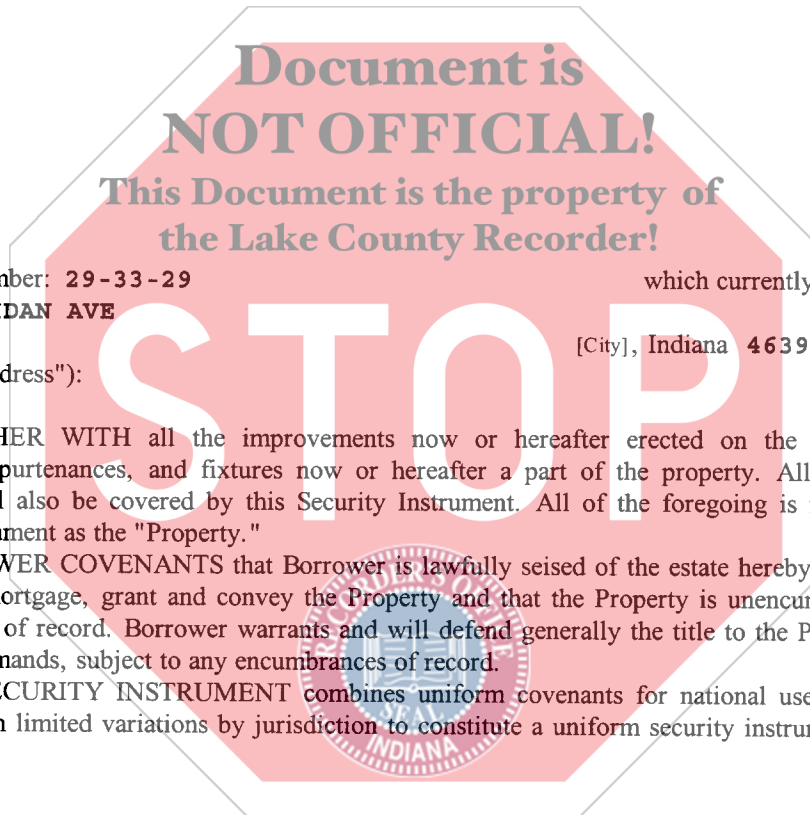 Document is
NOT OFFICIAL!
This Document is the property of
the Lake County Recorder!
nber: 29-33-29 which currently
DAN AVE
[City], Indiana 4639
dress"):
STOP
HER WITH all the improvements now or hereafter erected on the
purtenances, and fixtures now or hereafter a part of the property. All
l also be covered by this Security Instrument. All of the foregoing is
ument as the "Property."
WER COVENANTS that Borrower is lawfully seised of the estate hereby
ortgage, grant and convey the Property and that the Property is unencum
of record. Borrower warrants and will defend generally the title to the P
mands, subject to any encumbrances of record.
ECURITY INSTRUMENT combines uniform covenants for national use
h limited variations by jurisdiction to constitute a uniform security instrum
SEAL
INDIANA